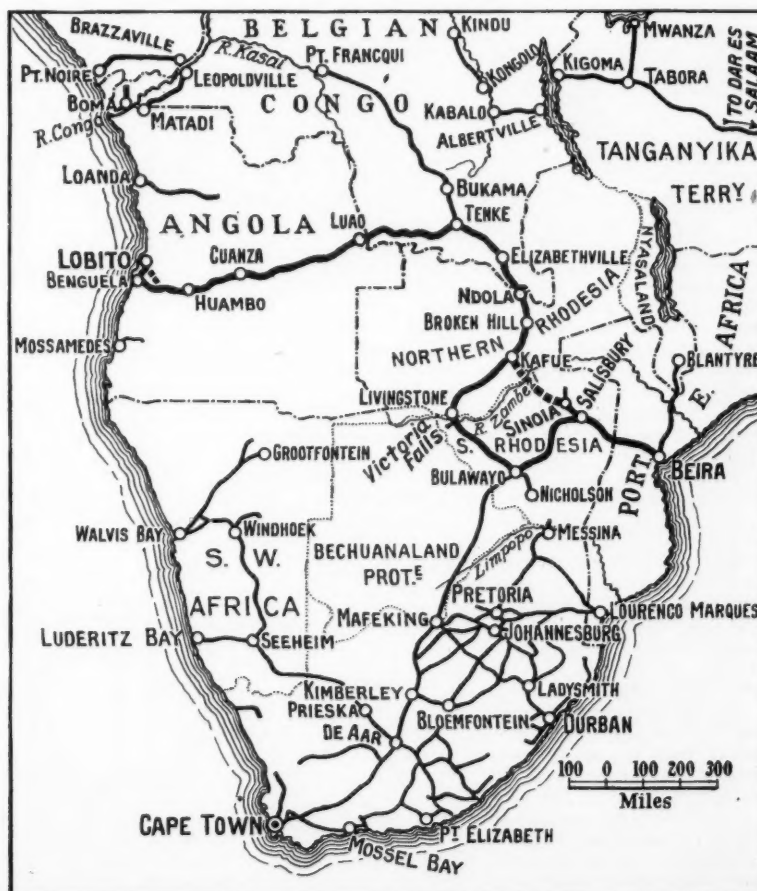 BELGIAN
CONGO
BRAZZAVILLE
R. Kasai
PT. FRANCQUI
KINDU
MWANZA
PT. NOIRE
LEOPOLDVILLE
KONGOLO
KIGOMA
TABORA
TO DAR ES
SALAAM
BOMA
MATADI
R. Congo
KABALO
ALBERTVILLE
TANGANYIKA
TERRY.
LOANDA
BUKAMA
ANGOLA
LUAO
TENKE
NYASALAND
LOBITO
CUANZA
ELIZABETHVILLE
BENGUELA
HUAMBO
NDOLA
BROKEN HILL
NORTHERN
RHODESIA
PORT.
E.
AFRICA
MOSSAMEDES
KAFUE
BLANTYRE
LIVINGSTONE
R. Zambe
SINOIA
SALISBURY
Victoria
Falls
S.
RHODESIA
GROOTFONTEIN
BULAWAYO
NICHOLSON
BEIRA
WALVIS BAY
WINDHOEK
MESSINA
S. W.
AFRICA
BECHUANALAND
PROT.E
Limpopo
PRETORIA
MAFEKING
LOURENCO MARQUES
LUDERITZ BAY
SEEHEIM
JOHANNESBURG
KIMBERLEY
LADYSMITH
PRIESKA
BLOEMFONTEIN
DURBAN
DE AAR
100 0 100 200 300
Miles
CAPE TOWN
PT ELIZABETH
MOSSEL BAY